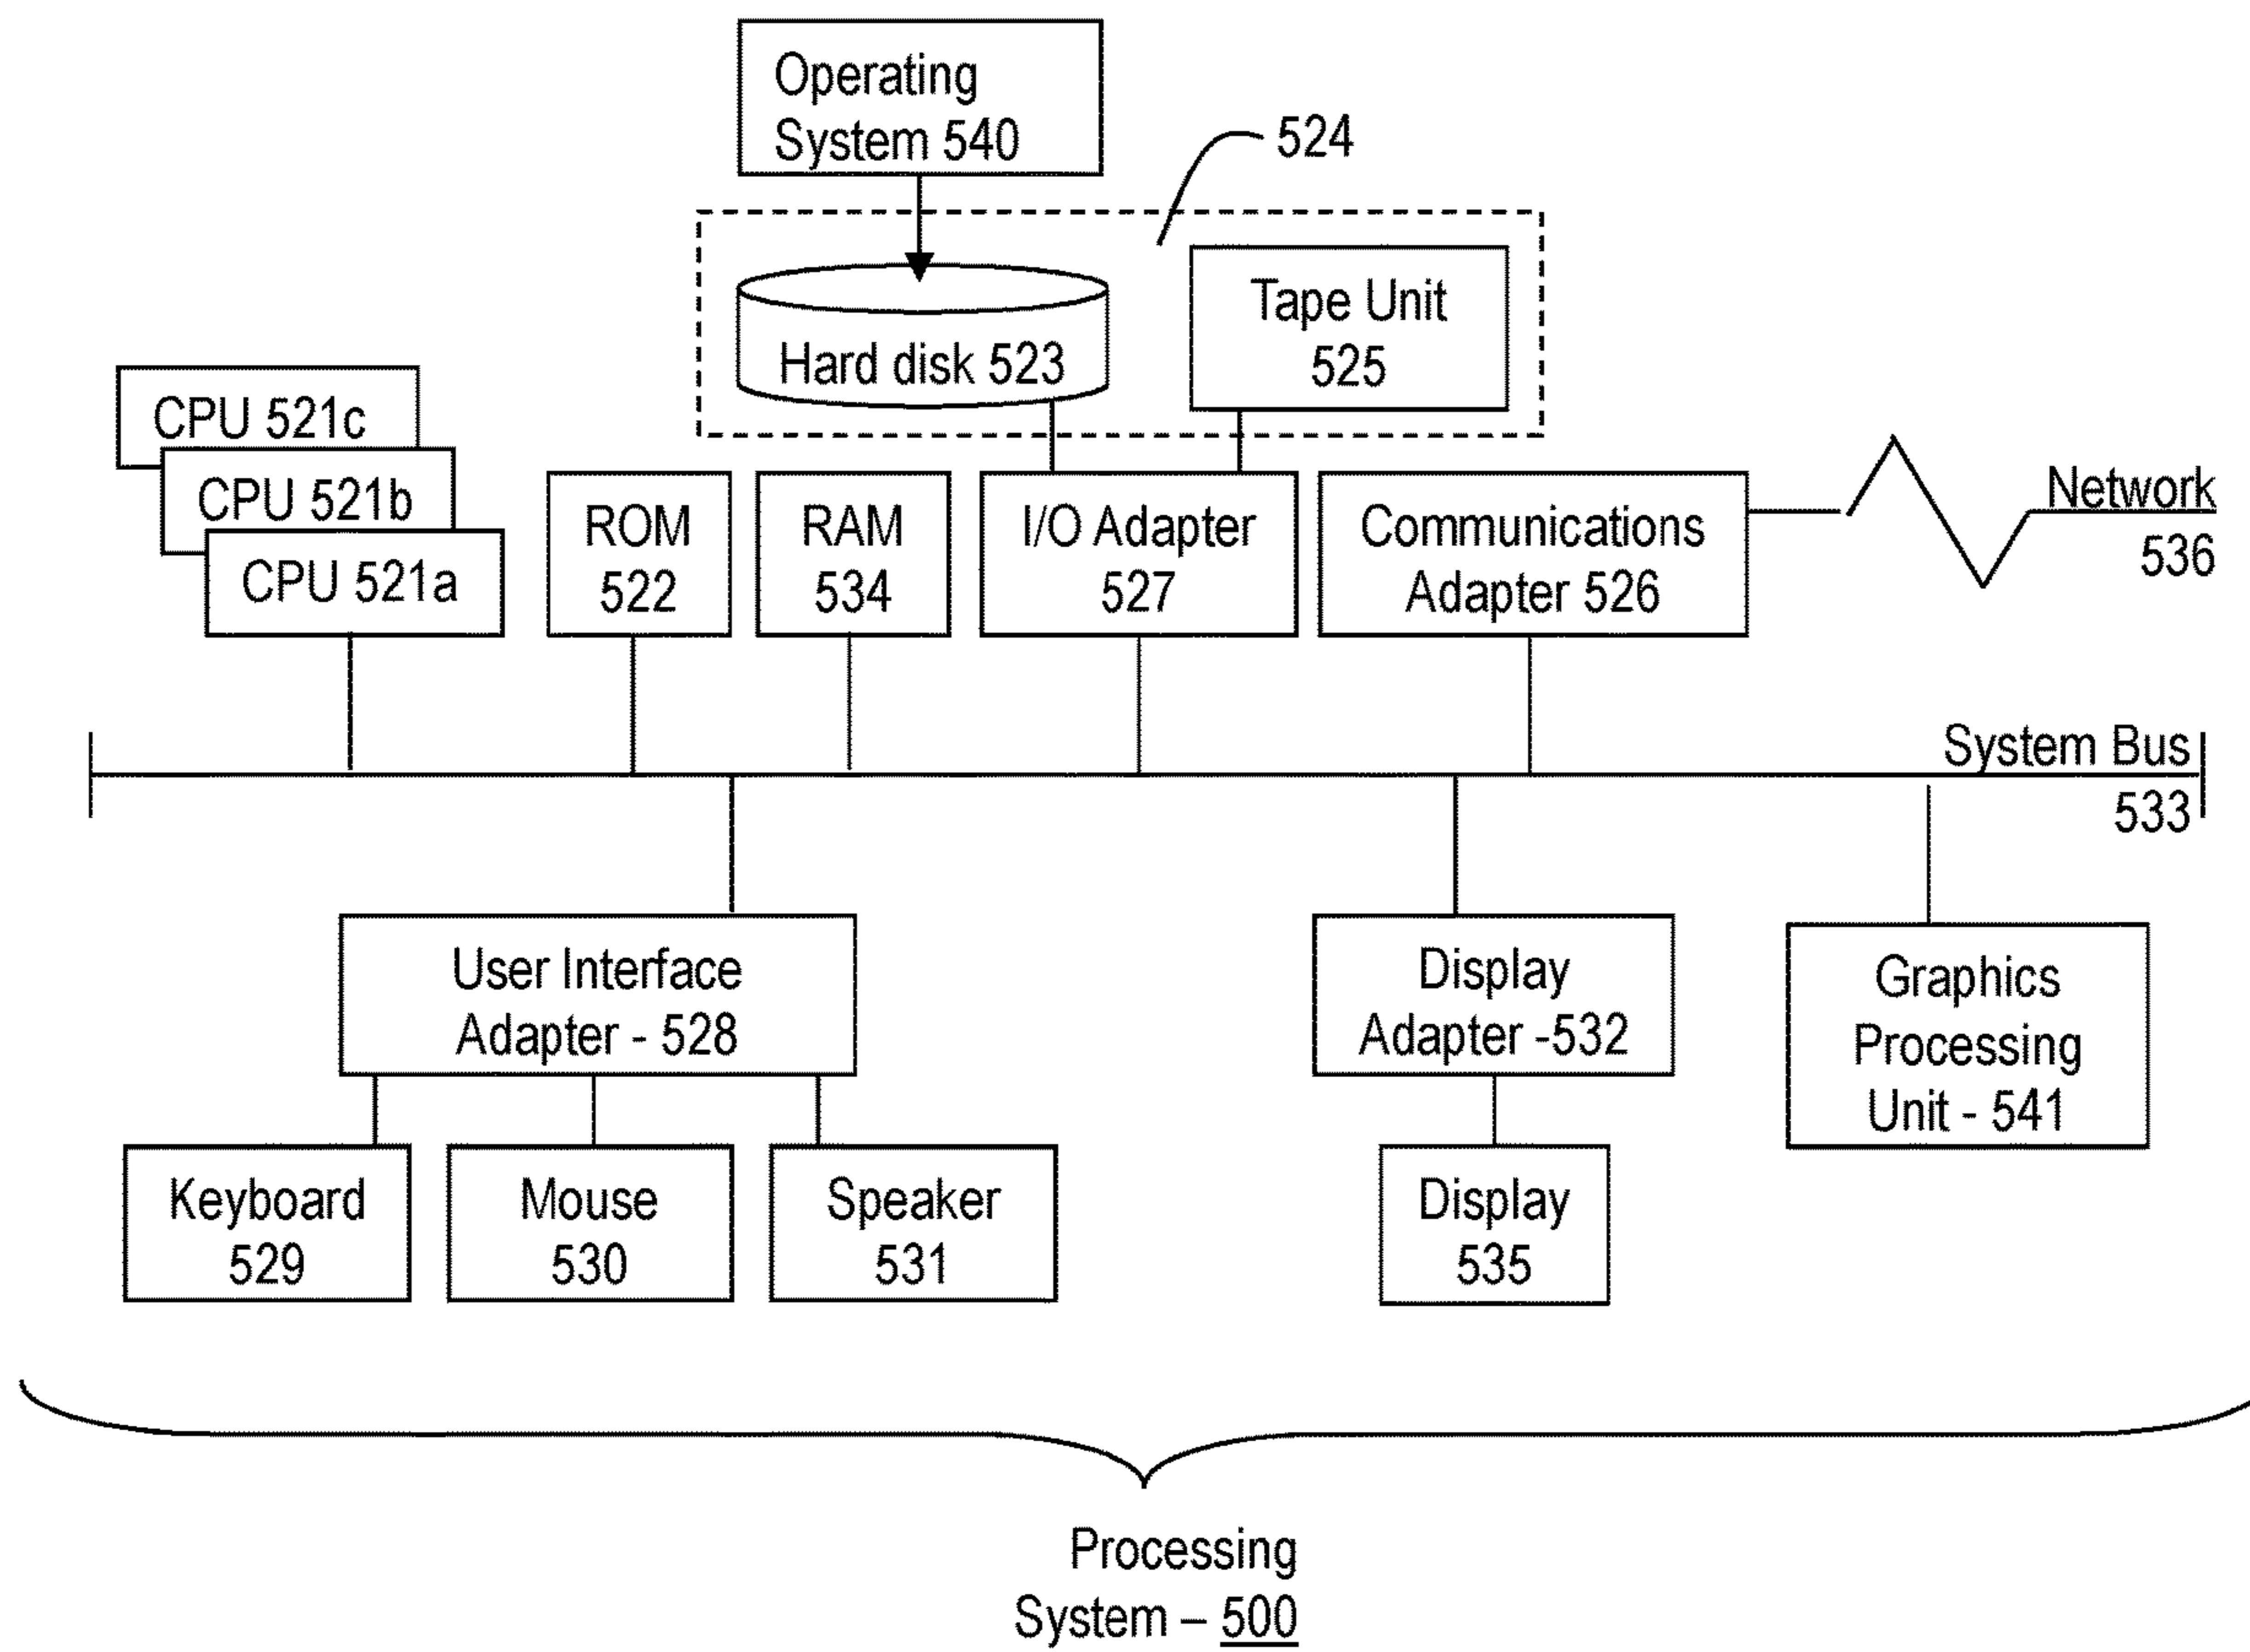 Operating
System 540
524
Hard disk 523
Tape Unit
525
CPU 521c
CPU 521b
CPU 521a
ROM
522
RAM
534
I/O Adapter
527
Communications
Adapter 526
Network
536
System Bus
533
User Interface
Adapter - 528
Display
Adapter -532
Graphics
Processing
Unit - 541
Keyboard
529
Mouse
530
Speaker
531
Display
535
Processing
System – 500